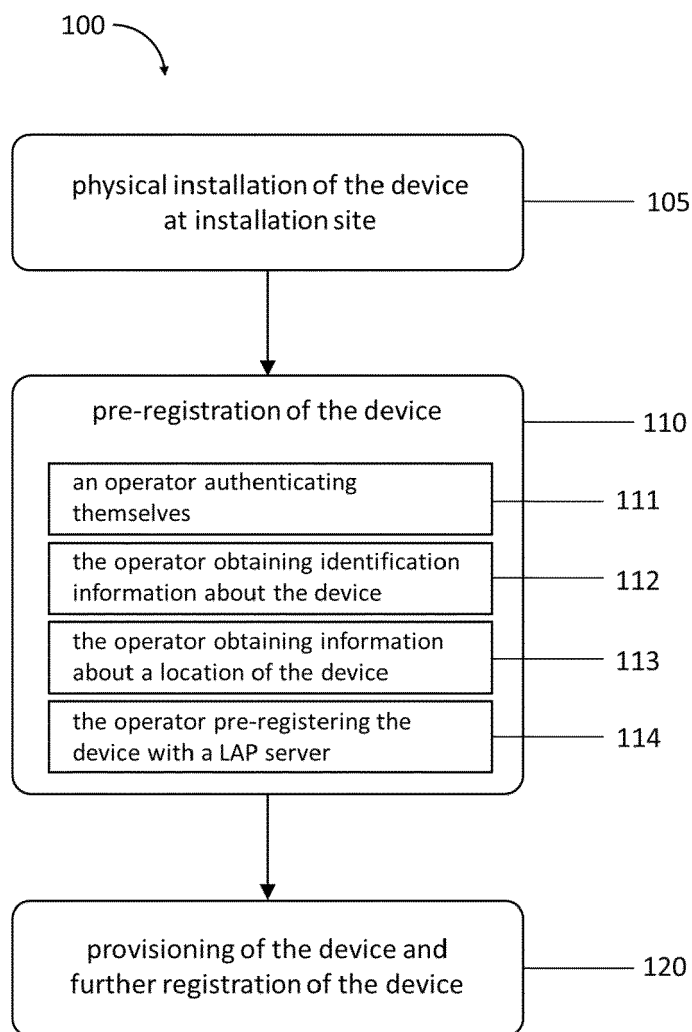 100
physical installation of the device
at installation site
105
pre-registration of the device
110
an operator authenticating
themselves
111
the operator obtaining identification
information about the device
112
the operator obtaining information
about a location of the device
113
the operator pre-registering the
device with a LAP server
114
provisioning of the device and
further registration of the device
120